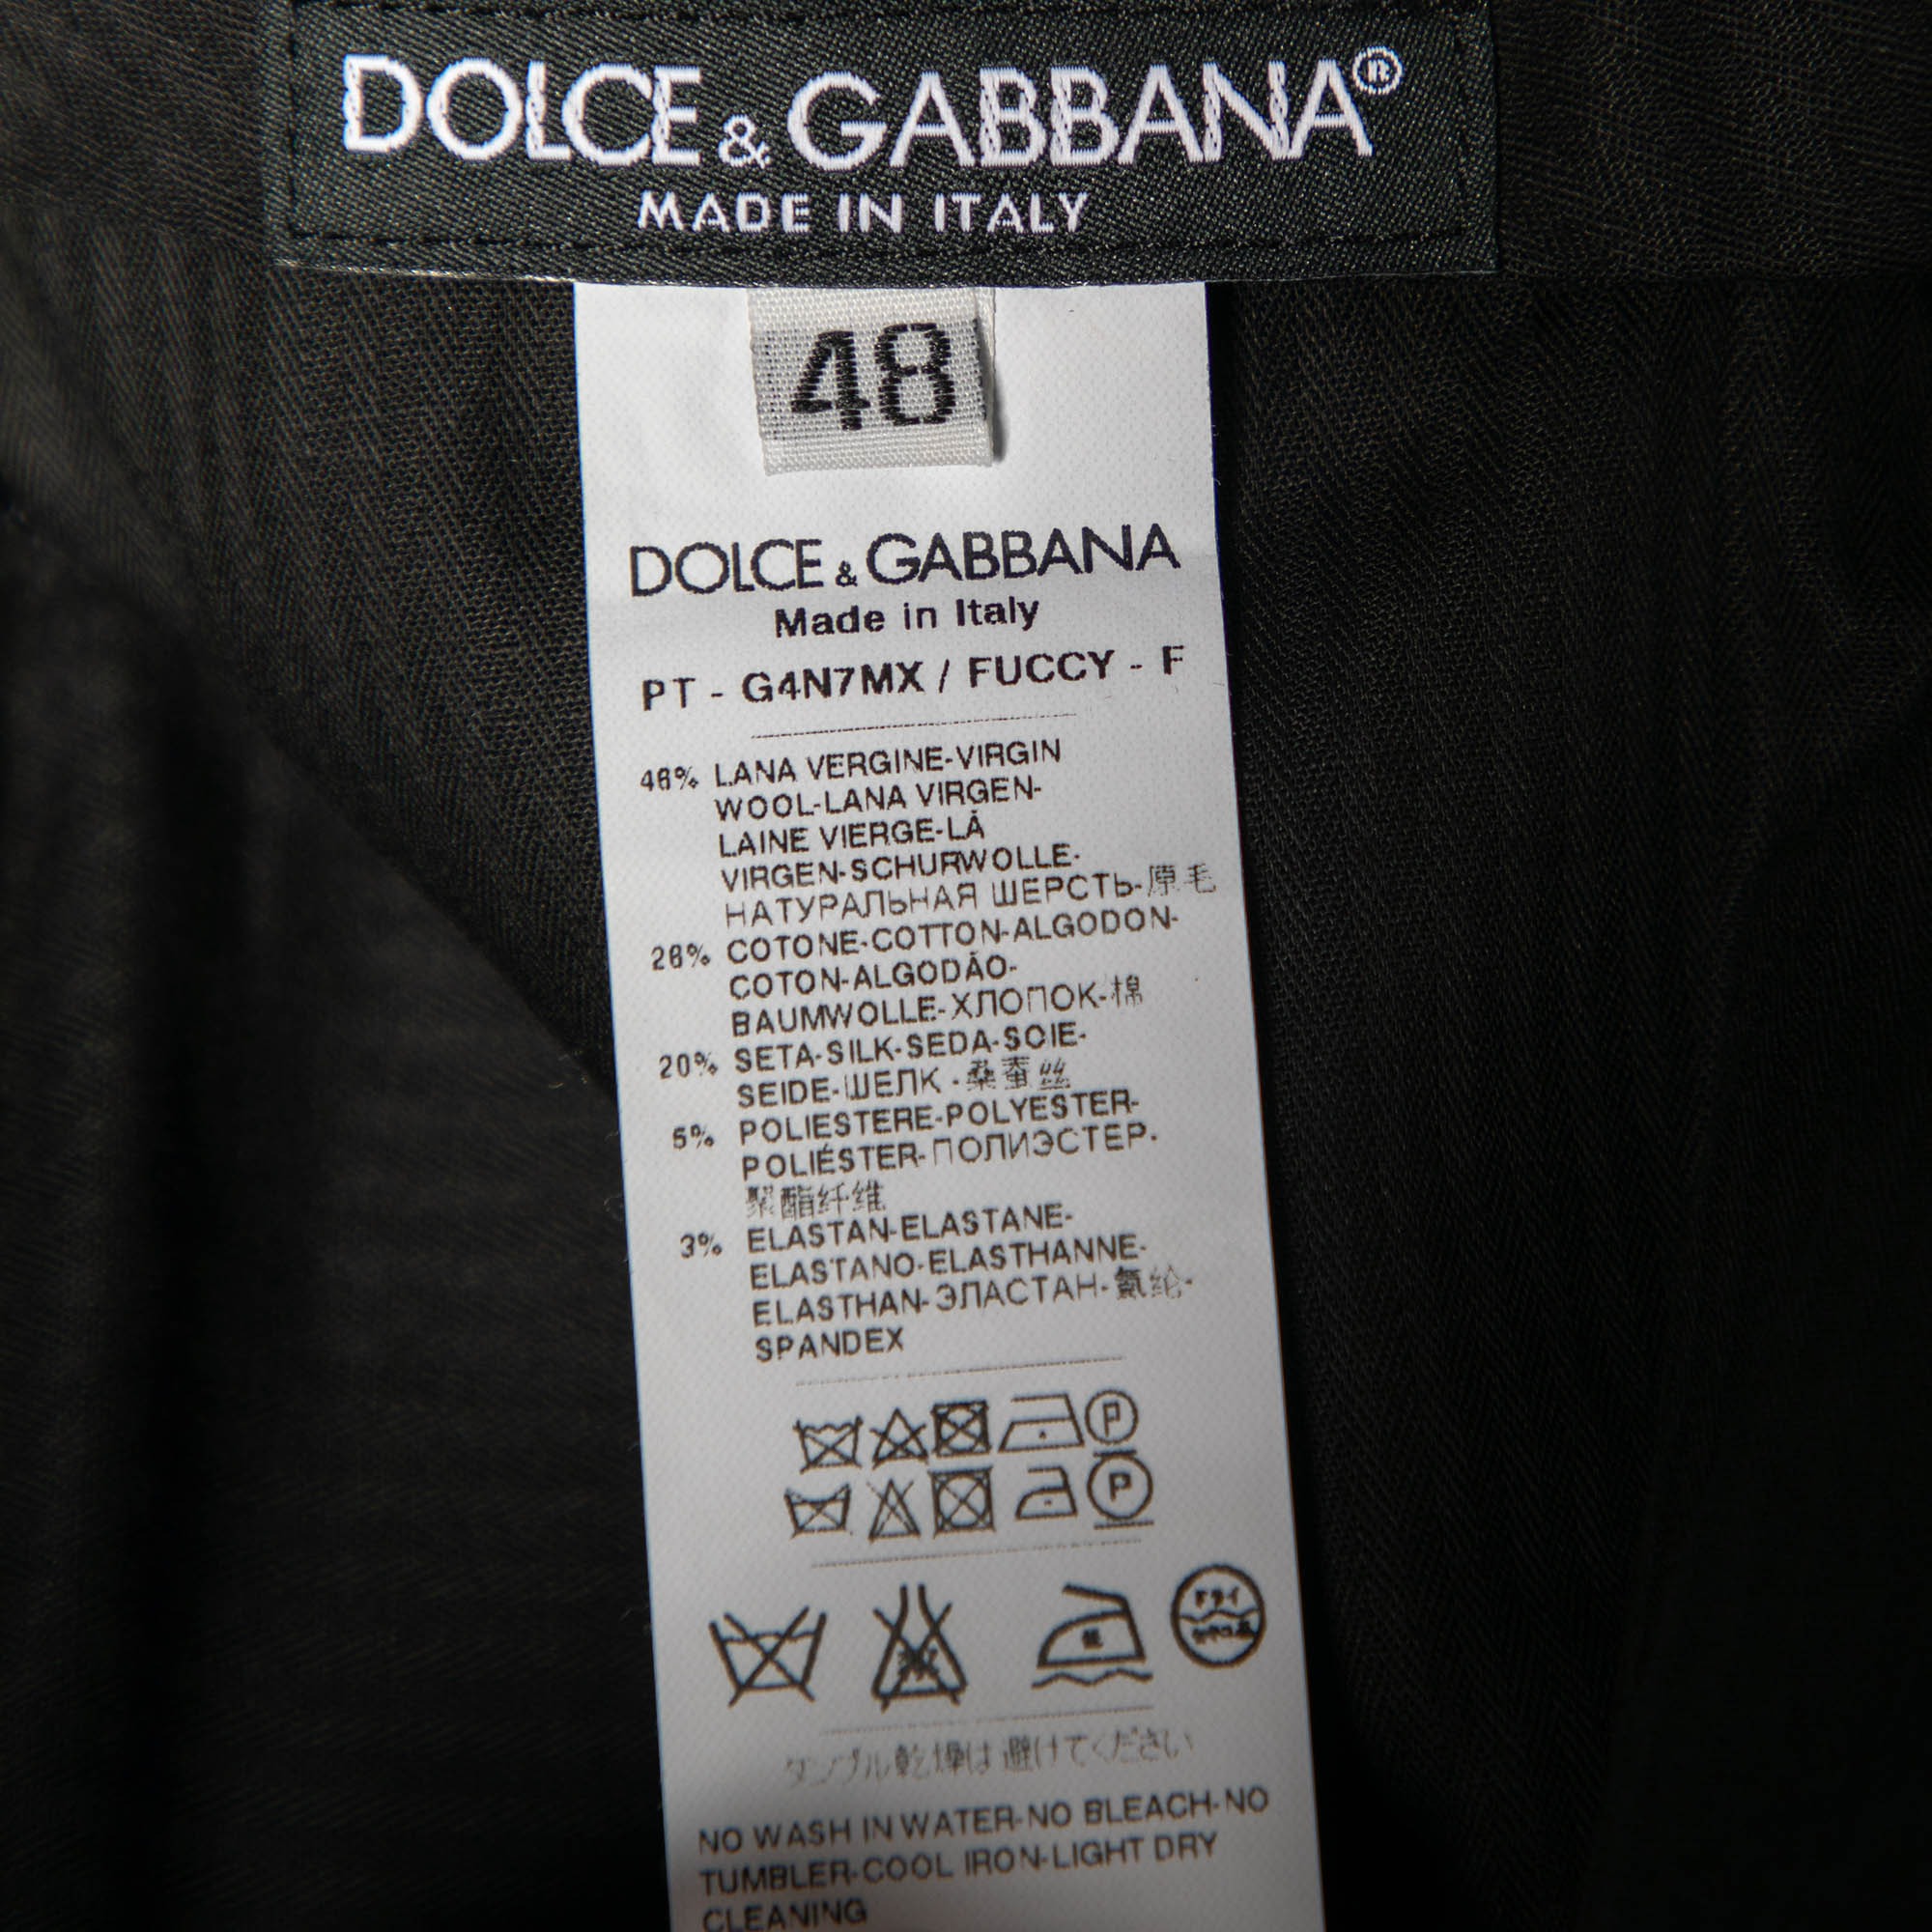 DOLCE & GABBANA®
MADE IN ITALY
48
DOLCE & GABBANA
Made in Italy
PT - G4N7MX / FUCCY - F
46% LANA VERGINE-VIRGIN
WOOL-LANA VIRGEN-
LAINE VIERGE-LÃ
VIRGEN-SCHURWOLLE-
НАТУРАЛЬНАЯ ШЕРСТЬ-原毛
26% COTONE-COTTON-ALGODON-
COTON-ALGODÃO-
BAUMWOLLE-ХЛОПОК-棉
20% SETA-SILK-SEDA-SOIE-
SEIDE-ШЕЛК-桑蚕丝
5% POLIESTERE-POLYESTER-
POLIÉSTER-ПОЛИЭСТЕР-
聚酯纤维
3% ELASTAN-ELASTANE-
ELASTANO-ELASTHANNE-
ELASTHAN-ЭЛАСТАН-氨纶-
SPANDEX
P
P
ドライ
タンブル乾燥は避けてください
NO WASH IN WATER-NO BLEACH-NO
TUMBLER-COOL IRON-LIGHT DRY
CLEANING